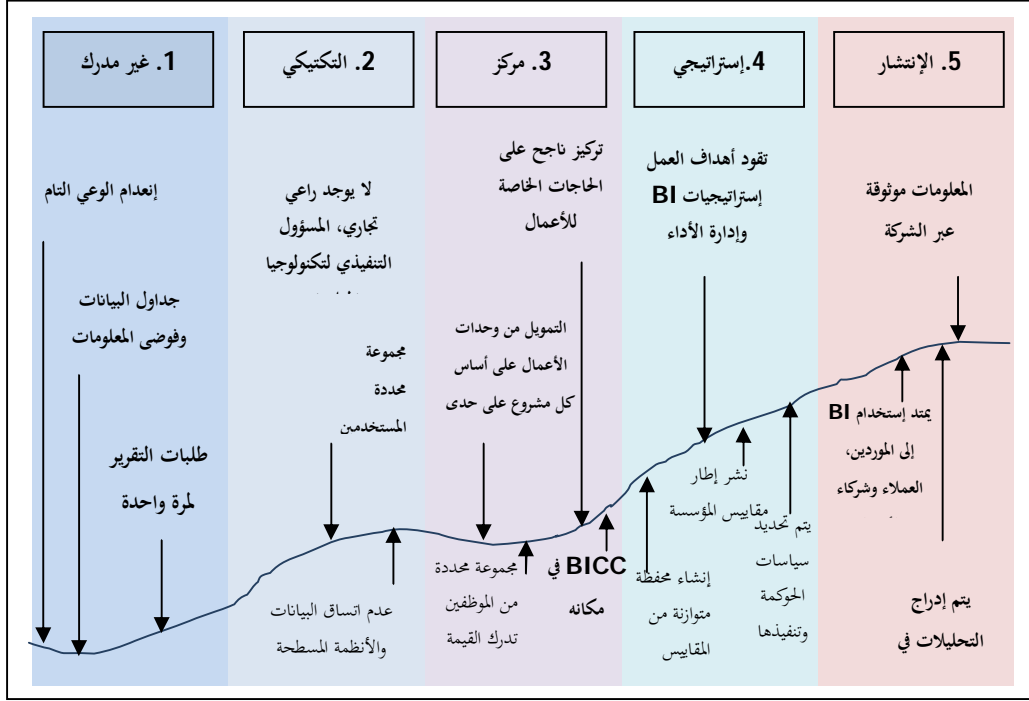 1. غير مدرك
2. التكتيكي
3. مركز
4.إستراتيجي
5. الإنتشار
إنعدام الوعي التام
جداول البيانات
وفوضى المعلومات
طلبات التقرير
لمرة واحدة
لا يوجد راعي
تجاري، المسؤول
التنفيذي لتكنولوجيا
مجموعة
محددة
المستخدمين
عدم اتساق البيانات
والأنظمة المسطحة
تركيز ناجح على
الحاجات الخاصة
للأعمال
التمويل من وحدات
الأعمال على أساس
كل مشروع على حدى
مجموعة محددة
من الموظفين
تدرك القيمة
BICC في
مكانه
تقود أهداف العمل
إستراتيجيات BI
وإدارة الأداء
نشر إطار
مقاييس المؤسسة
إنشاء محفظة
متوازنة من
المقاييس
يتم تحديد
سياسات
الحوكمة
وتنفيذها
المعلومات موثوقة
عبر الشركة
يمتد إستخدام BI
إلى الموردين،
العملاء وشركاء
يتم إدراج
التحليلات في